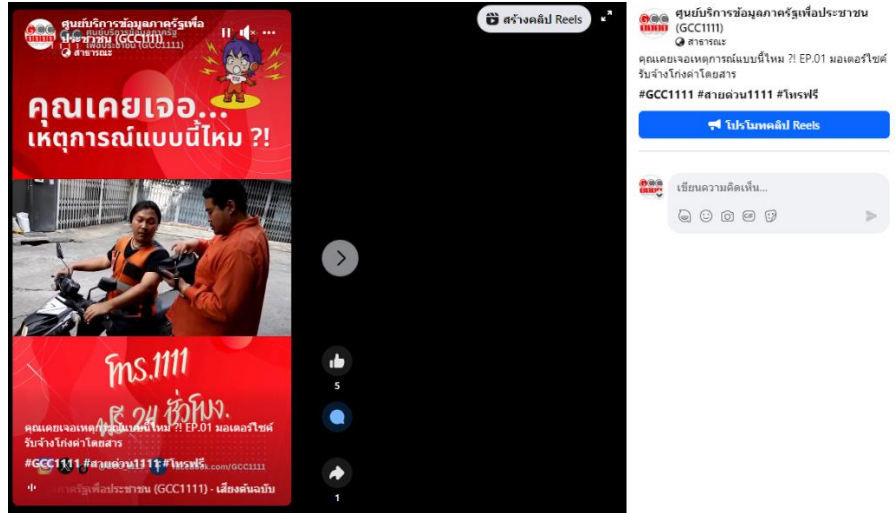 ศูนย์บริการข้อมูลภาครัฐเพื่อ
ประชาชน (GCC1111)
สาธารณะ
คุณเคยเจอ...
เหตุการณ์แบบนี้ไหม ?!
โทร.1111
ฟรี 24 ชั่วโมง.
คุณเคยเจอเหตุการณ์แบบนี้ไหม ?! EP.01 มอเตอร์ไซค์
รับจ้างโก่งค่าโดยสาร
#GCC1111 #สายด่วน1111 #โทรฟรี
.com/GCC1111
ภาครัฐเพื่อประชาชน (GCC1111) - เสียงต้นฉบับ
สร้างคลิป Reels
5
1
ศูนย์บริการข้อมูลภาครัฐเพื่อประชาชน
(GCC1111)
สาธารณะ
คุณเคยเจอเหตุการณ์แบบนี้ไหม ?! EP.01 มอเตอร์ไซค์
รับจ้างโก่งค่าโดยสาร
#GCC1111 #สายด่วน1111 #โทรฟรี
โปรโมทคลิป Reels
เขียนความคิดเห็น...
GIF